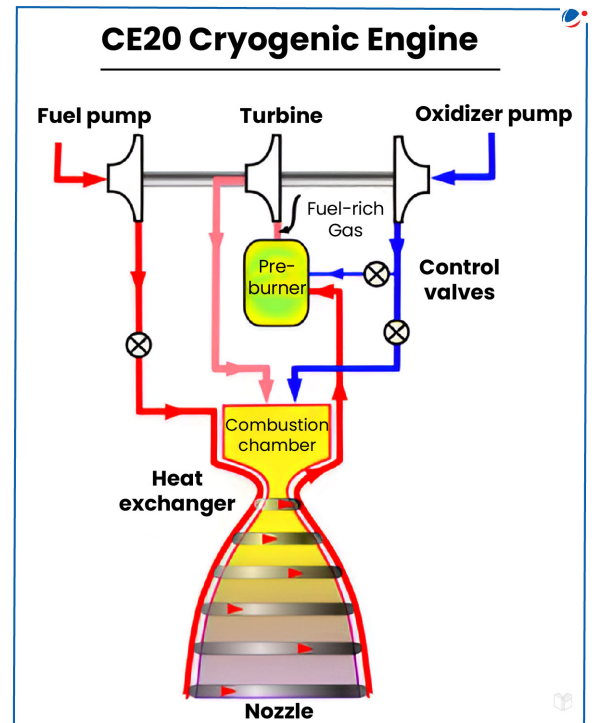 CE20 Cryogenic Engine
Fuel pump
Turbine
Oxidizer pump
Fuel-rich
Gas
Pre-
burner
Control
valves
Combustion
chamber
Heat
exchanger
Nozzle